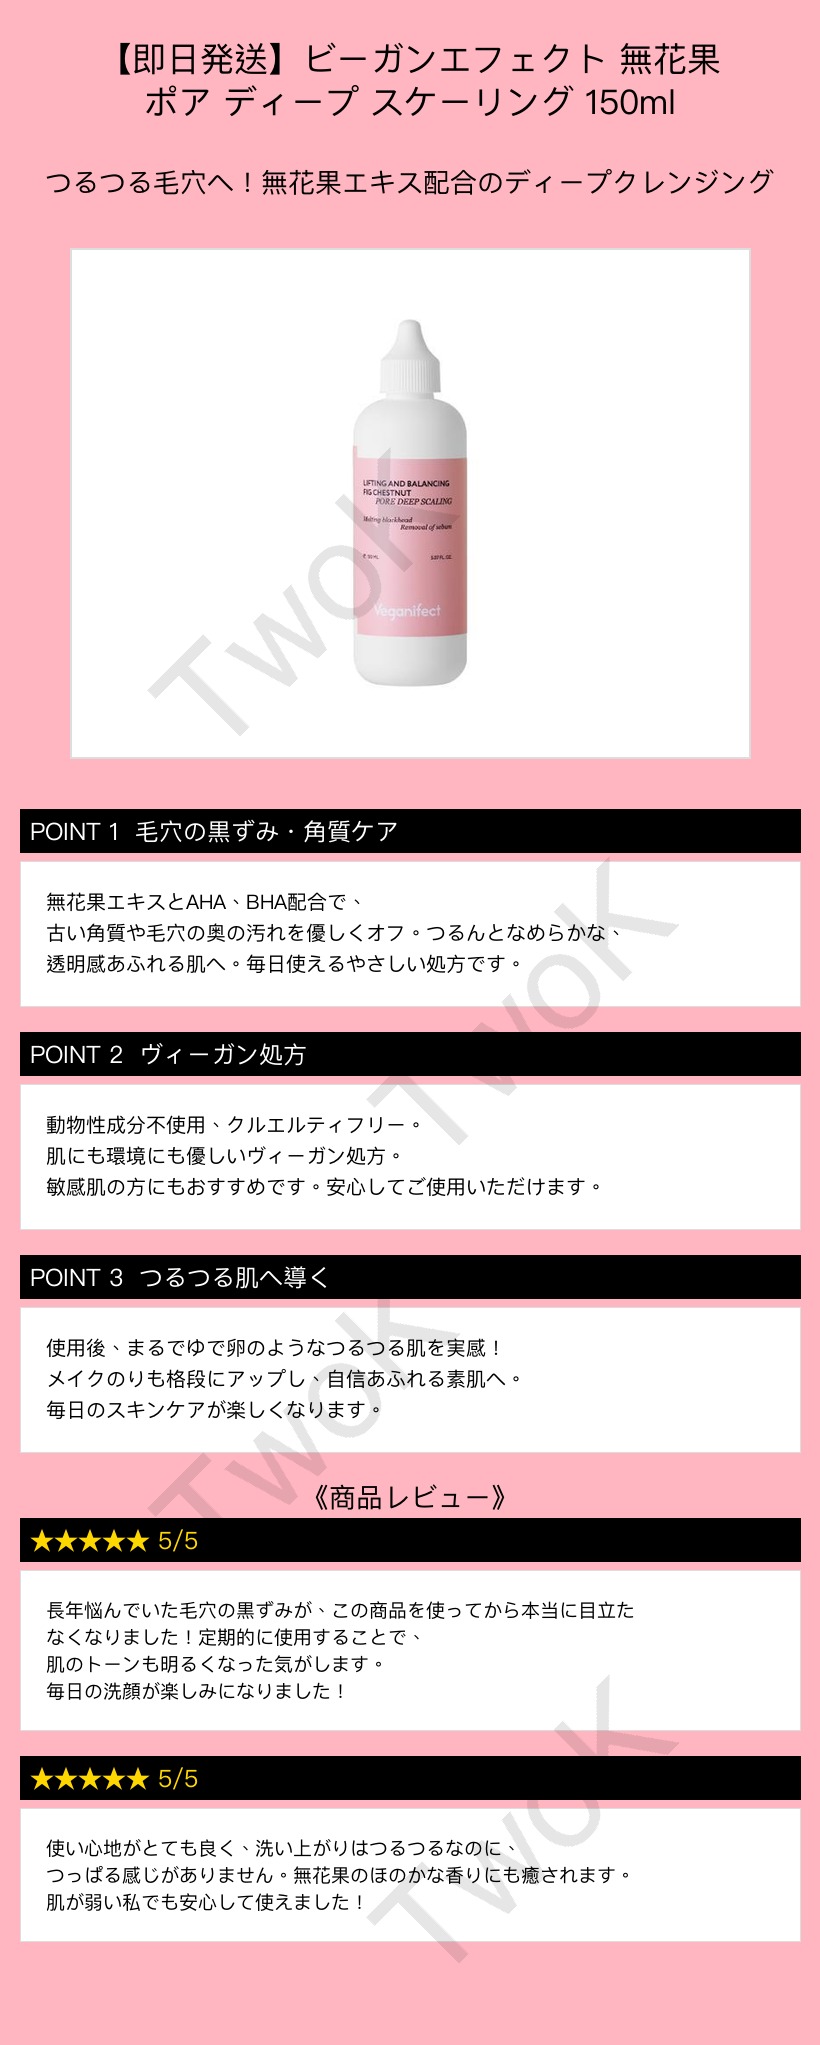 【即日発送】ビーガンエフェクト 無花果
ポア ディープ スケーリング 150ml
つるつる毛穴へ！無花果エキス配合のディープクレンジング
LIFTING AND BALANCING
FIG CHESTNUT
PORE DEEP SCALING
Melting blackhead
Removal of sebum
Veganifect
TwoK
POINT 1 毛穴の黒ずみ・角質ケア
無花果エキスとAHA、BHA配合で、
古い角質や毛穴の奥の汚れを優しくオフ。つるんとなめらかな、
透明感あふれる肌へ。毎日使えるやさしい処方です。
TwoK
POINT 2 ヴィーガン処方
動物性成分不使用、クルエルティフリー。
肌にも環境にも優しいヴィーガン処方。
敏感肌の方にもおすすめです。安心してご使用いただけます。
POINT 3 つるつる肌へ導く
使用後、まるでゆで卵のようなつるつる肌を実感！
メイクのりも格段にアップし、自信あふれる素肌へ。
毎日のスキンケアが楽しくなります。
TwoK
《商品レビュー》
★★★★★ 5/5
長年悩んでいた毛穴の黒ずみが、この商品を使ってから本当に目立た
なくなりました！定期的に使用することで、
肌のトーンも明るくなった気がします。
毎日の洗顔が楽しみになりました！
★★★★★ 5/5
使い心地がとても良く、洗い上がりはつるつるなのに、
つっぱる感じがありません。無花果のほのかな香りにも癒されます。
肌が弱い私でも安心して使えました！
TwoK